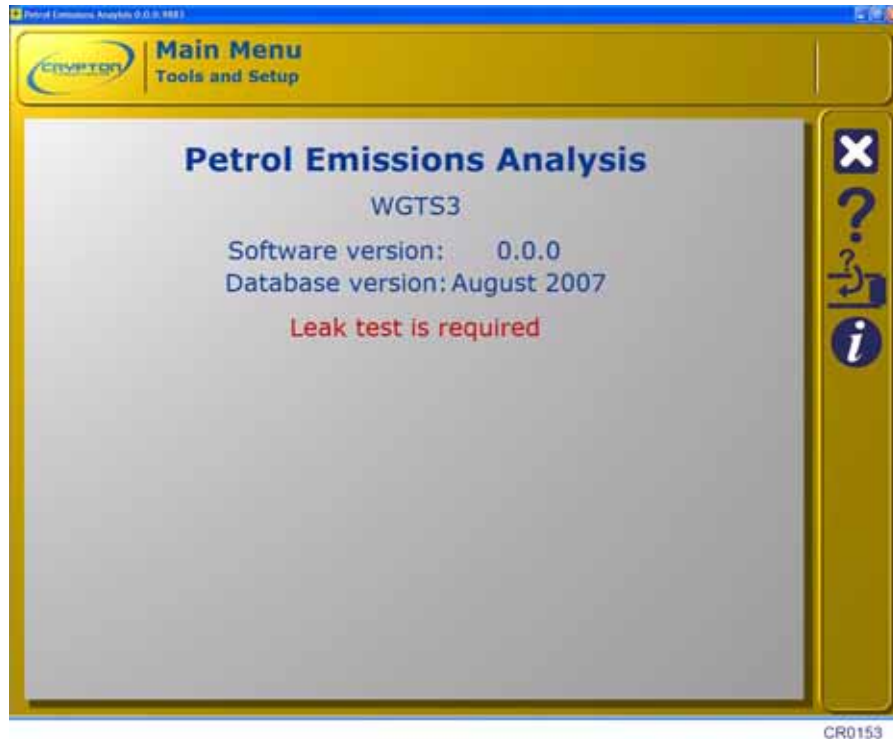 Petrol Emissions Analysis 0.0.0.9883
CRYPTON
Main Menu
Tools and Setup
Petrol Emissions Analysis
WGTS3
Software version: 0.0.0
Database version: August 2007
Leak test is required
?
?
i
CR0153